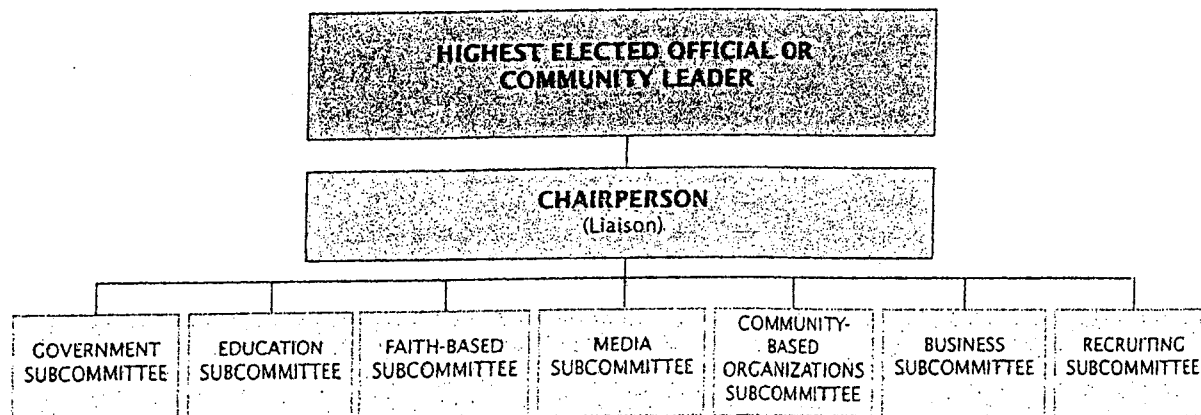 HIGHEST ELECTED OFFICIAL OR
COMMUNITY LEADER
CHAIRPERSON
(Liaison)
GOVERNMENT
SUBCOMMITTEE
EDUCATION
SUBCOMMITTEE
FAITH-BASED
SUBCOMMITTEE
MEDIA
SUBCOMMITTEE
COMMUNITY-
BASED
ORGANIZATIONS
SUBCOMMITTEE
BUSINESS
SUBCOMMITTEE
RECRUITING
SUBCOMMITTEE